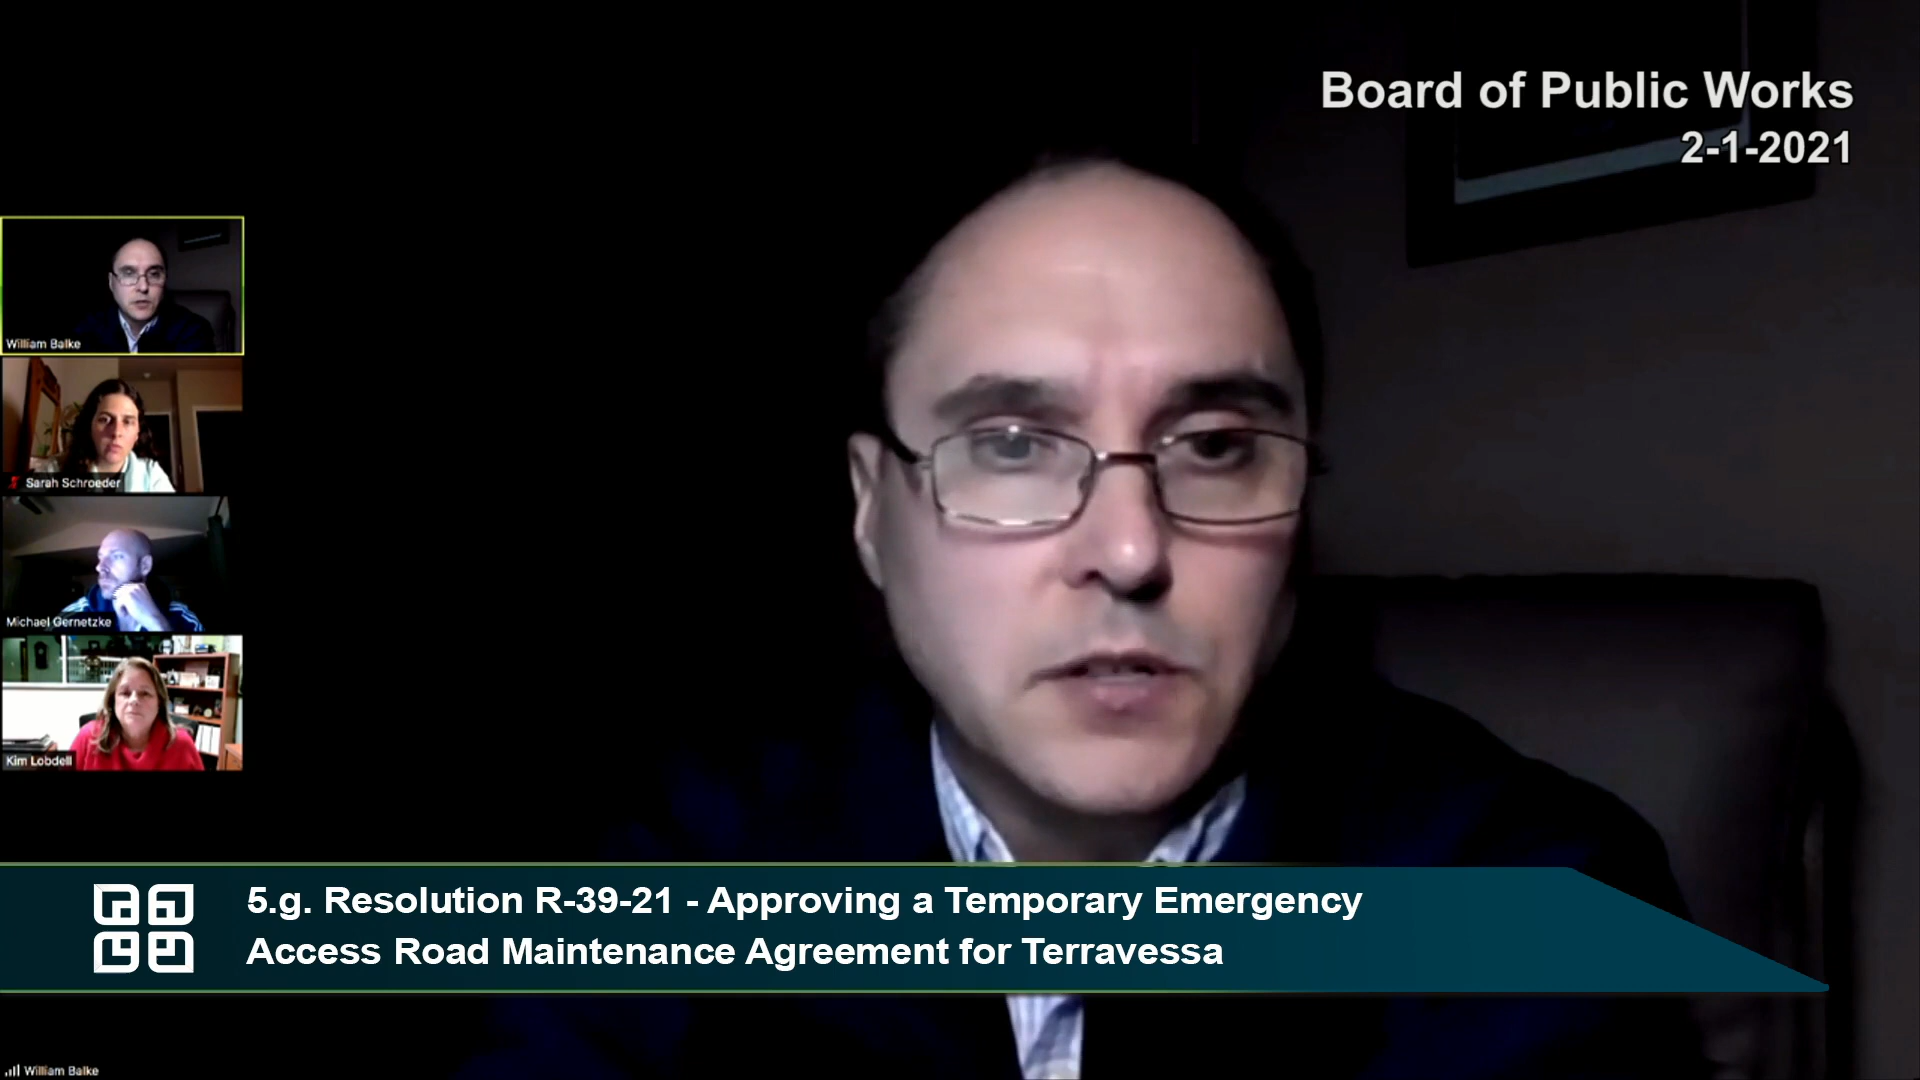 Board of Public Works
2-1-2021
William Balke
Sarah Schroeder
Michael Gernetzke
Kim Lobdell
5.g. Resolution R-39-21 - Approving a Temporary Emergency
Access Road Maintenance Agreement for Terravessa
William Balke